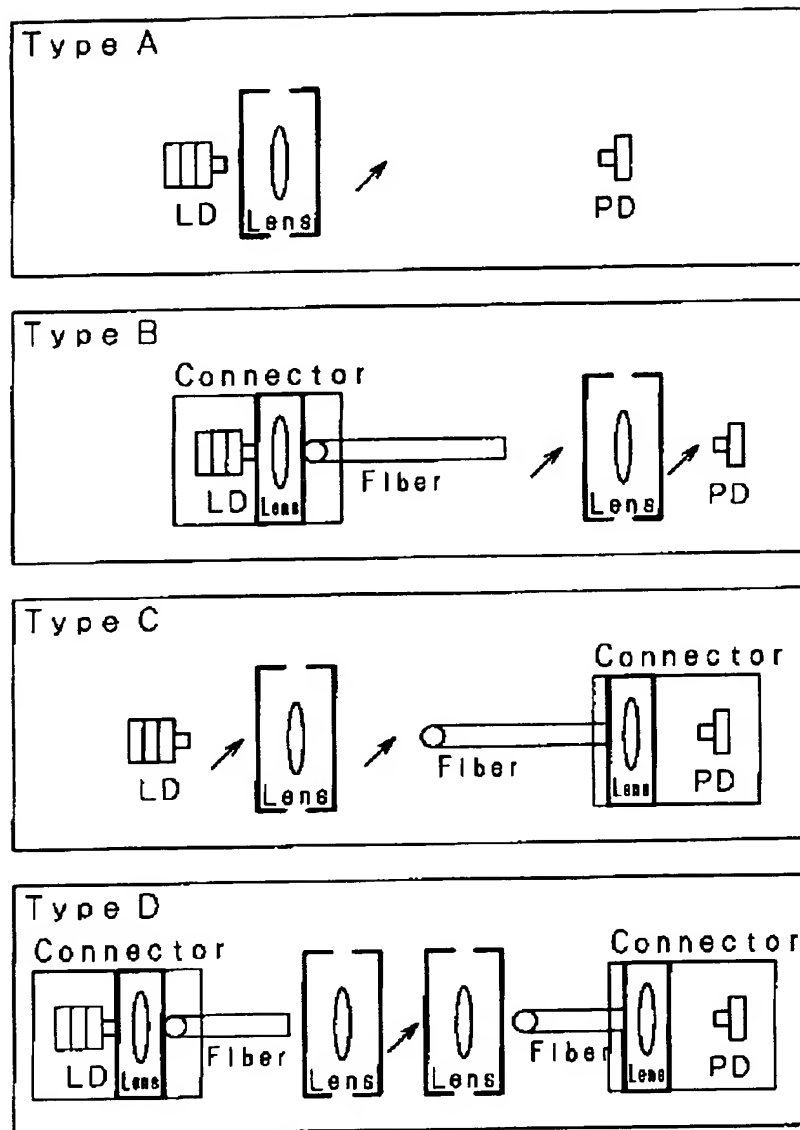 Type A
LD
Lens
PD
Type B
Connector
LD
Lens
Fiber
Lens
PD
Type C
Connector
LD
Lens
Fiber
Lens
PD
Type D
Connector
Connector
LD
Lens
Fiber
Lens
Lens
Fiber
Lens
PD